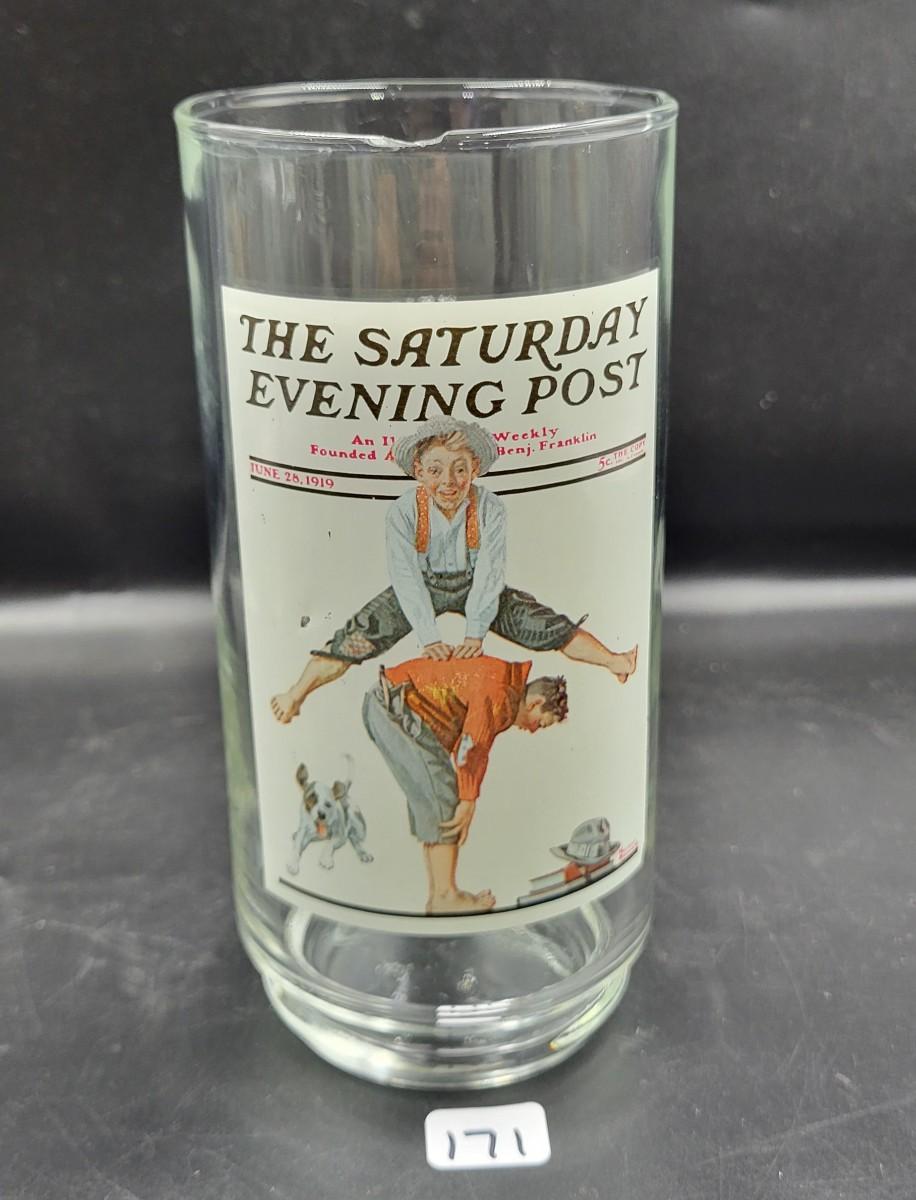 THE SATURDAY
EVENING POST
An Il Weekly
Founded A Benj. Franklin
JUNE 28, 1919
5c. THE COPY
171